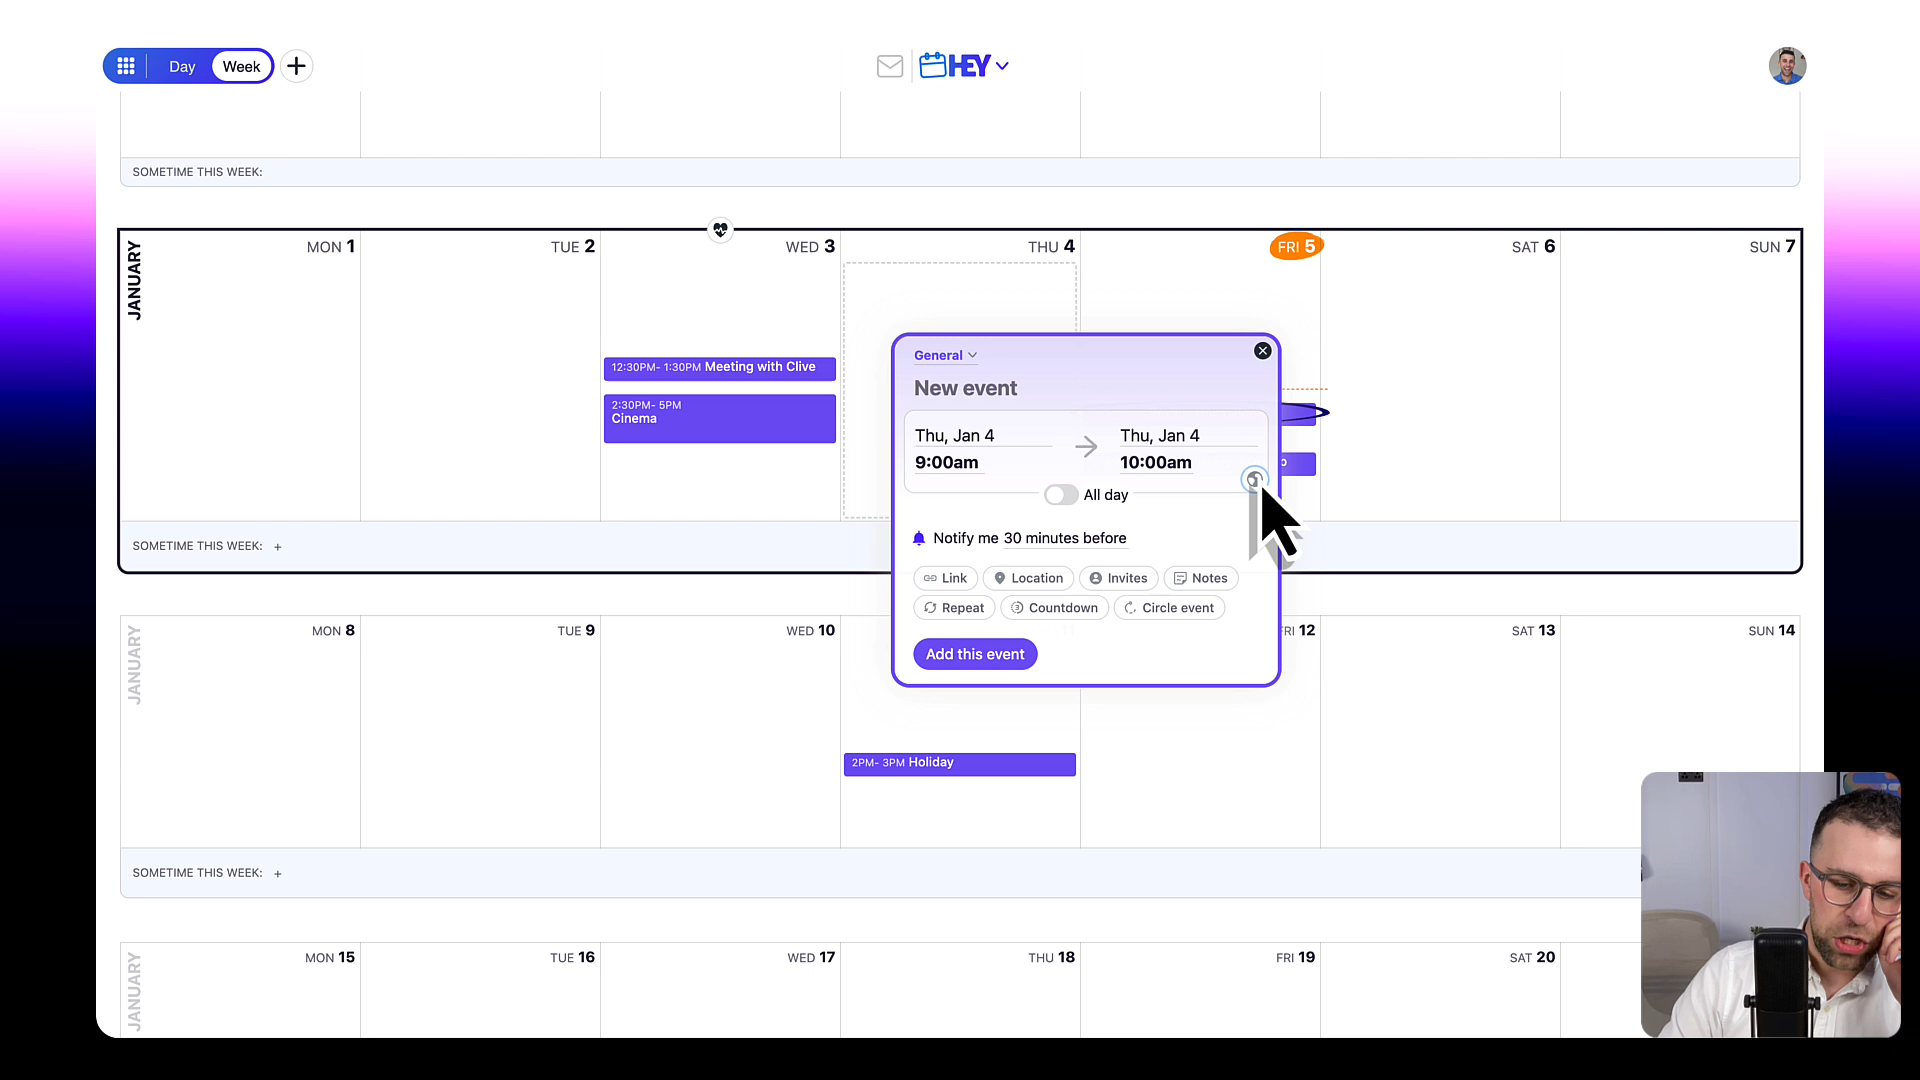 Day Week
HEY
SOMETIME THIS WEEK:
JANUARY
MON 1
TUE 2
WED 3
THU 4
FRI 5
SAT 6
SUN 7
12:30PM- 1:30PM Meeting with Clive
2:30PM- 5PM
Cinema
General
New event
Thu, Jan 4
9:00am
Thu, Jan 4
10:00am
All day
Notify me 30 minutes before
Link Location Invites Notes
Repeat Countdown Circle event
Add this event
SOMETIME THIS WEEK: +
JANUARY
MON 8
TUE 9
WED 10
FRI 12
SAT 13
SUN 14
2PM- 3PM Holiday
SOMETIME THIS WEEK: +
JANUARY
MON 15
TUE 16
WED 17
THU 18
FRI 19
SAT 20